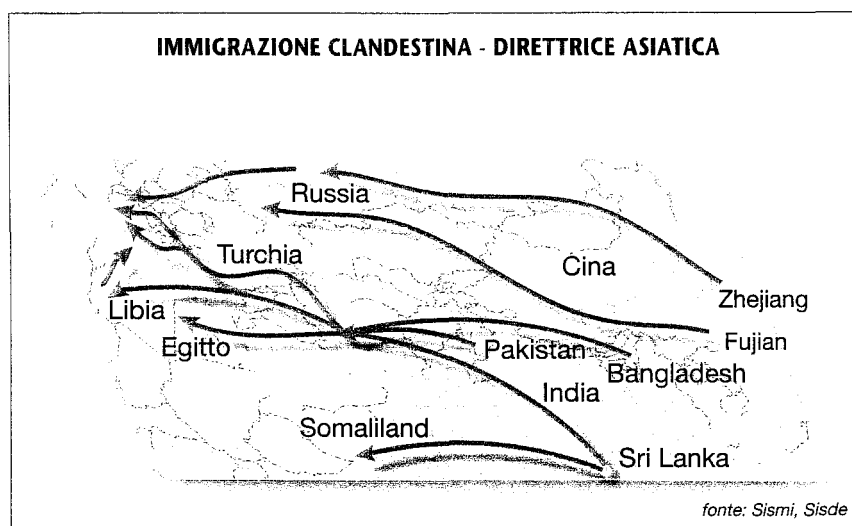 IMMIGRAZIONE CLANDESTINA - DIRETTRICE ASIATICA
Russia
Turchia
Cina
Zhejiang
Libia
Egitto
Pakistan
Fujian
Bangladesh
India
Somaliland
Sri Lanka
fonte: Sismi, Sisde